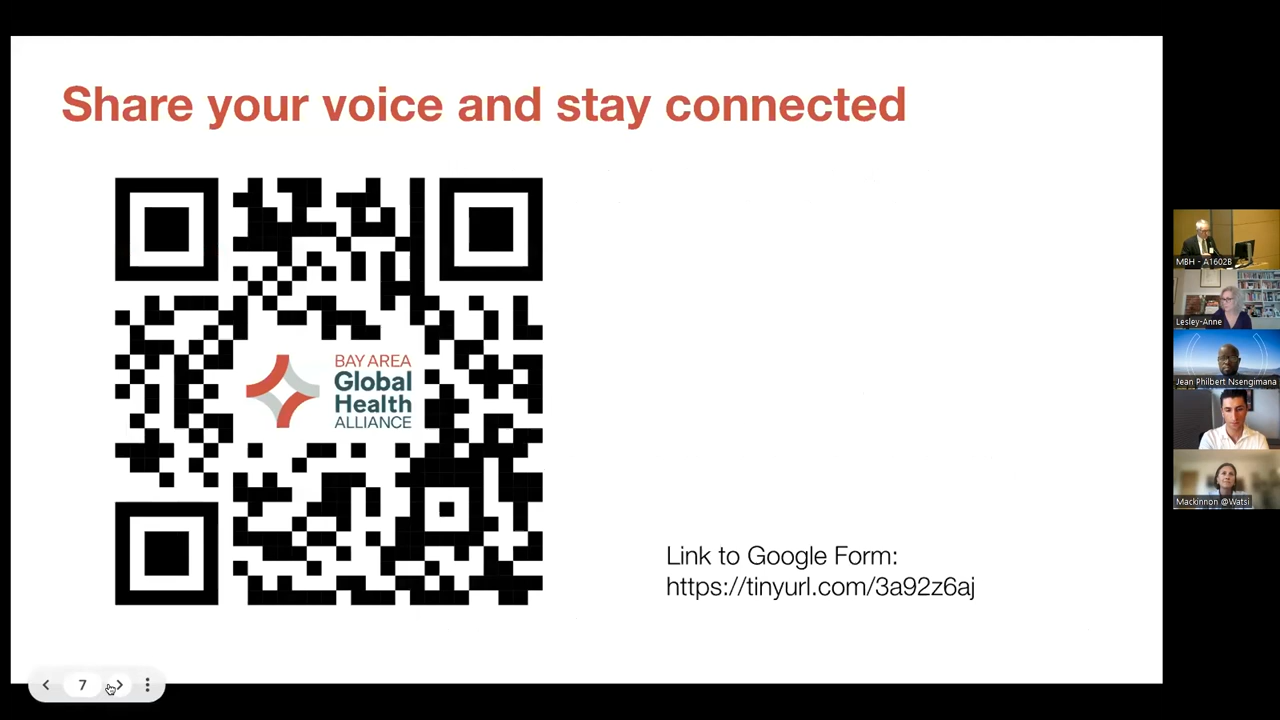 Share your voice and stay connected
BAY AREA
Global
Health
ALLIANCE
Link to Google Form:
https://tinyurl.com/3a92z6aj
7
MBH - A1602B
Lesley-Anne
Jean Philbert Nsengimana
Mackinnon @Watsi